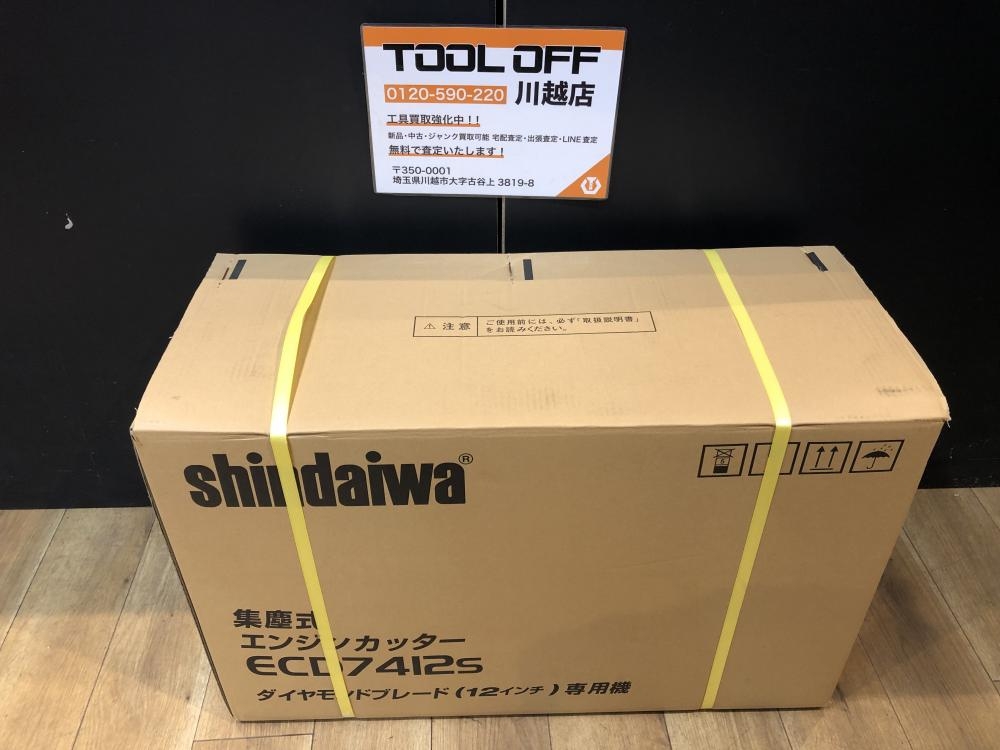 TOOL OFF
0120-590-220 川越店
工具買取強化中！！
新品・中古・ジャンク買取可能 宅配査定・出張査定・LINE査定
無料で査定いたします！
〒350-0001
埼玉県川越市大字古谷上 3819-8
⚠ 注意
ご使用前には、必ず「取扱説明書」
をお読みください。
shindaiwa®
集塵式
エンジンカッター
ECD7412s
ダイヤモンドブレード(12インチ)専用機